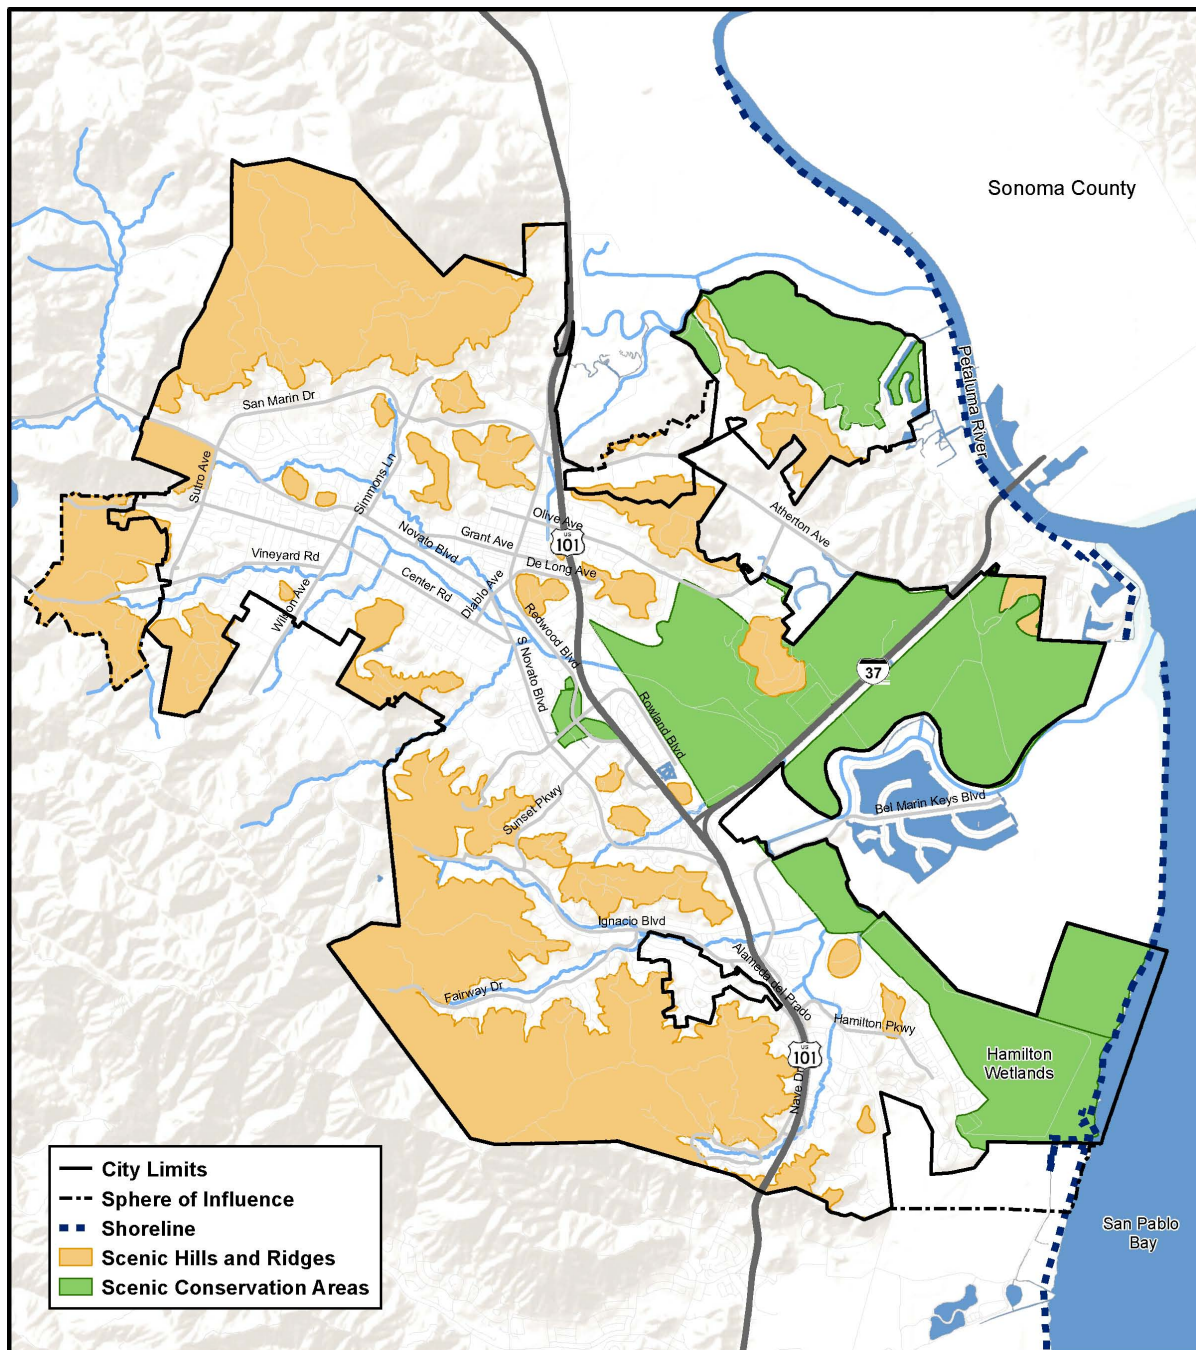 Sonoma County
Petaluma River
San Marin Dr
Sutro Ave
Simmons Ln
Olive Ave
Grant Ave
US
101
Novato Blvd
De Long Ave
Atherton Ave
Vineyard Rd
Center Rd
Diablo Ave
Wilson Ave
Redwood Blvd
S Novato Blvd
37
Rowland Blvd
Bel Marin Keys Blvd
Sunset Pkwy
Ignacio Blvd
Alameda del Prado
Fairway Dr
Hamilton Pkwy
US
101
Nave Dr
Hamilton
Wetlands
San Pablo
Bay
City Limits
Sphere of Influence
Shoreline
Scenic Hills and Ridges
Scenic Conservation Areas